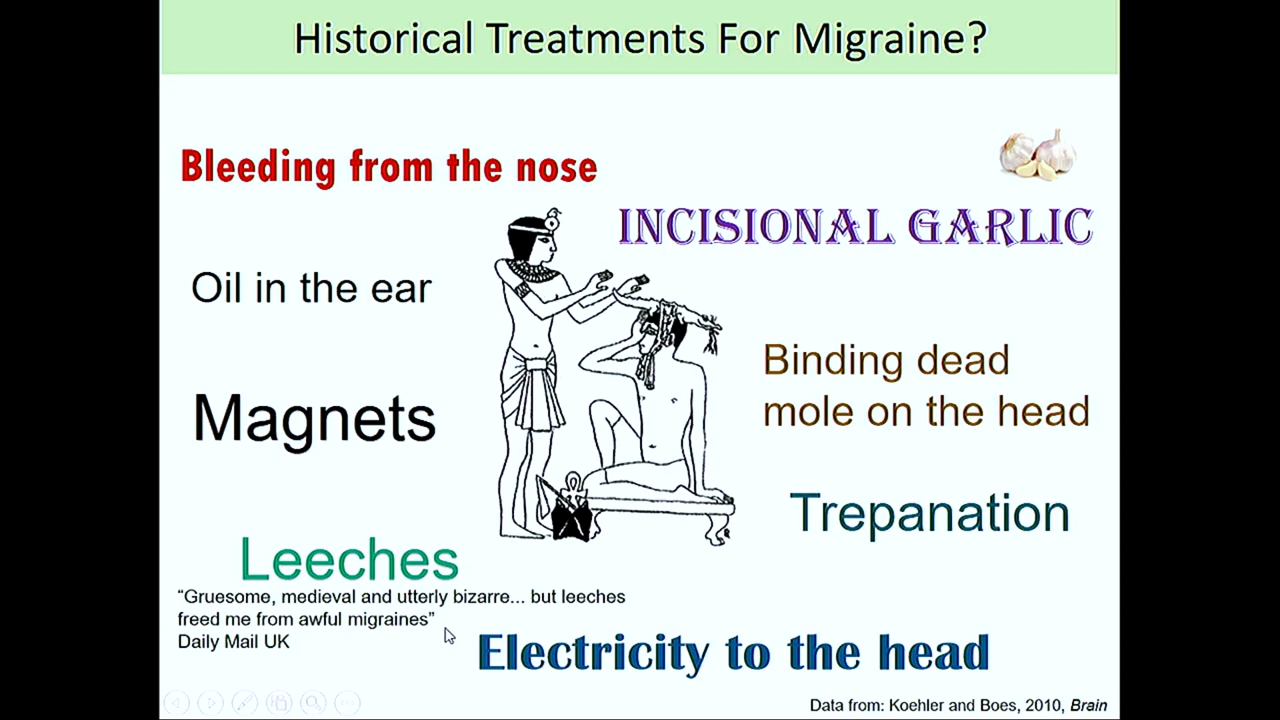 Historical Treatments For Migraine?
Bleeding from the nose
INCISIONAL GARLIC
Oil in the ear
Binding dead
mole on the head
Magnets
Trepanation
Leeches
“Gruesome, medieval and utterly bizarre... but leeches
freed me from awful migraines”
Daily Mail UK
Electricity to the head
Data from: Koehler and Boes, 2010, Brain